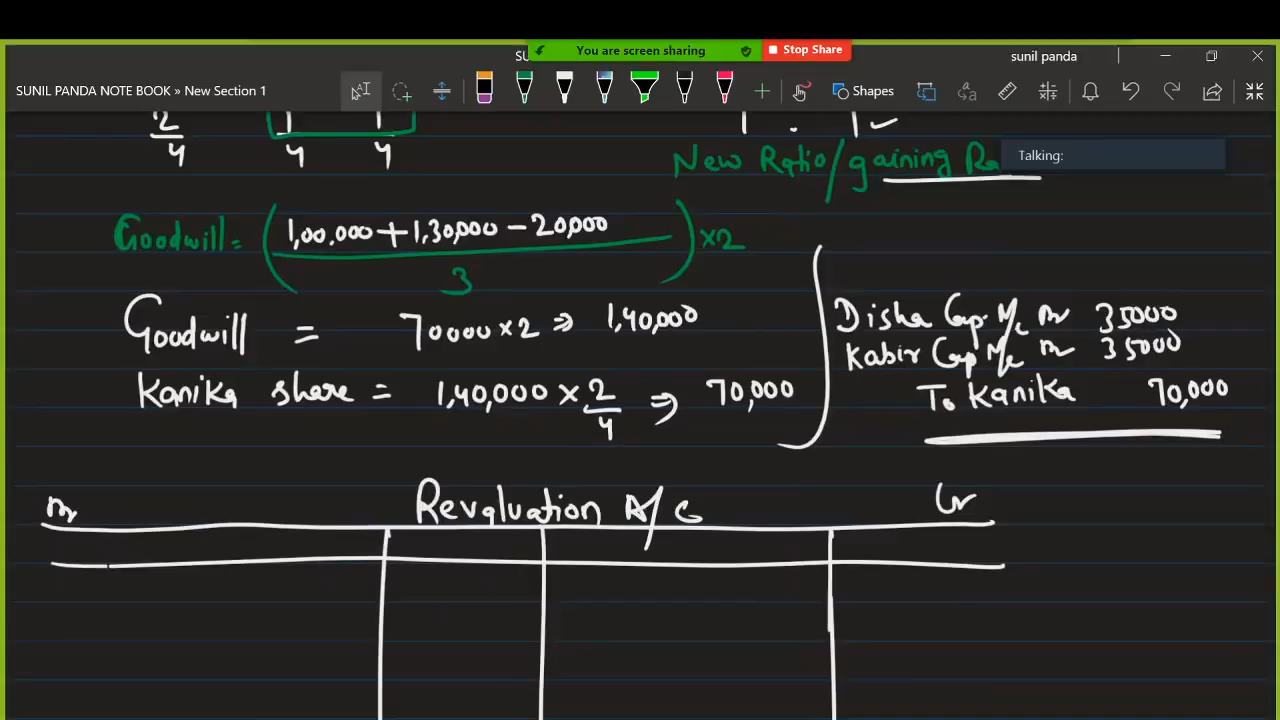 SU
You are screen sharing
Stop Share
sunil panda
SUNIL PANDA NOTE BOOK » New Section 1
Shapes
2/4 1/4 1/4
New Ratio/gaining Ra
Talking:
Goodwill = (1,00,000 + 1,30,000 - 20,000 / 3) × 2
Goodwill = 70000 × 2 ⇒ 1,40,000
Kanika share = 1,40,000 × 2/4 ⇒ 70,000
Disha Cap. A/c Dr 35000
Kabir Cap A/c Dr 35000
To Kanika 70,000
Dr Revaluation A/c Cr